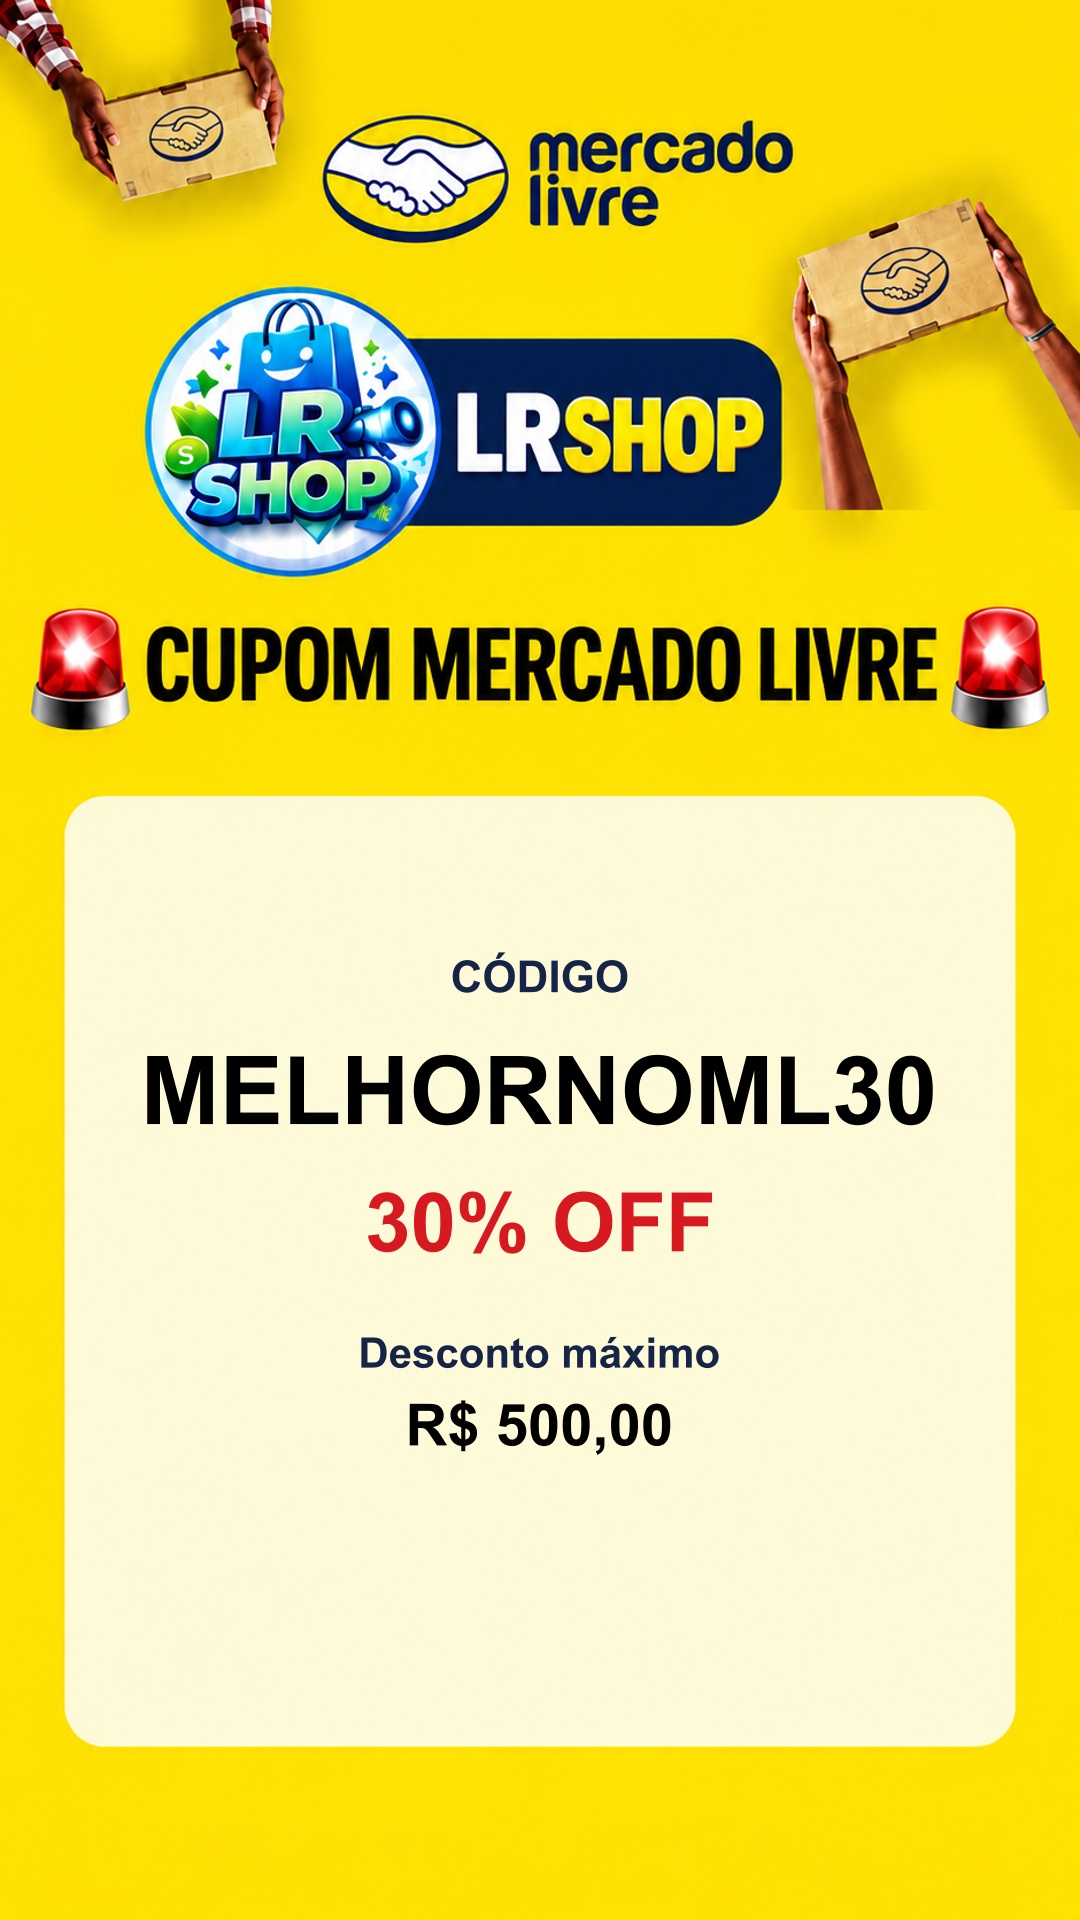 mercado
livre
LR
SHOP
S
LRSHOP
CUPOM MERCADO LIVRE
CÓDIGO
MELHORNOML30
30% OFF
Desconto máximo
R$ 500,00